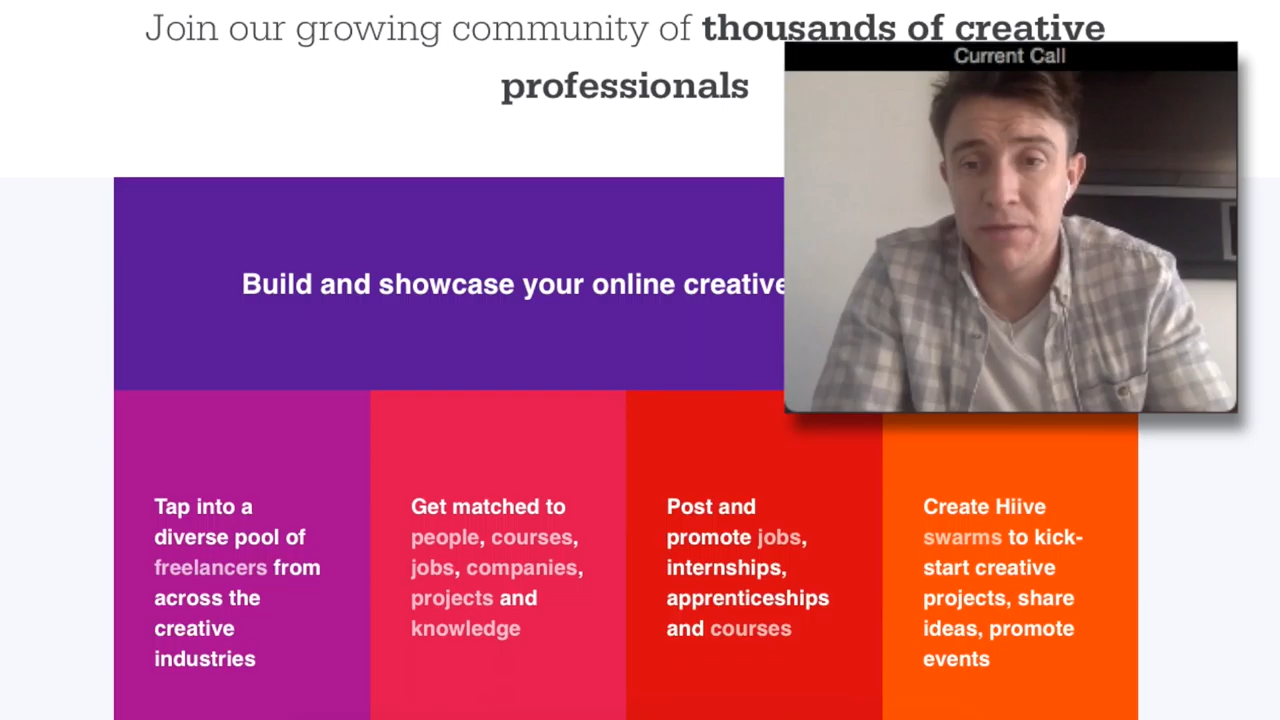 Join our growing community of thousands of creative
professionals
Current Call
Build and showcase your online creative
Tap into a
diverse pool of
freelancers from
across the
creative
industries
Get matched to
people, courses,
jobs, companies,
projects and
knowledge
Post and
promote jobs,
internships,
apprenticeships
and courses
Create Hiive
swarms to kick-
start creative
projects, share
ideas, promote
events